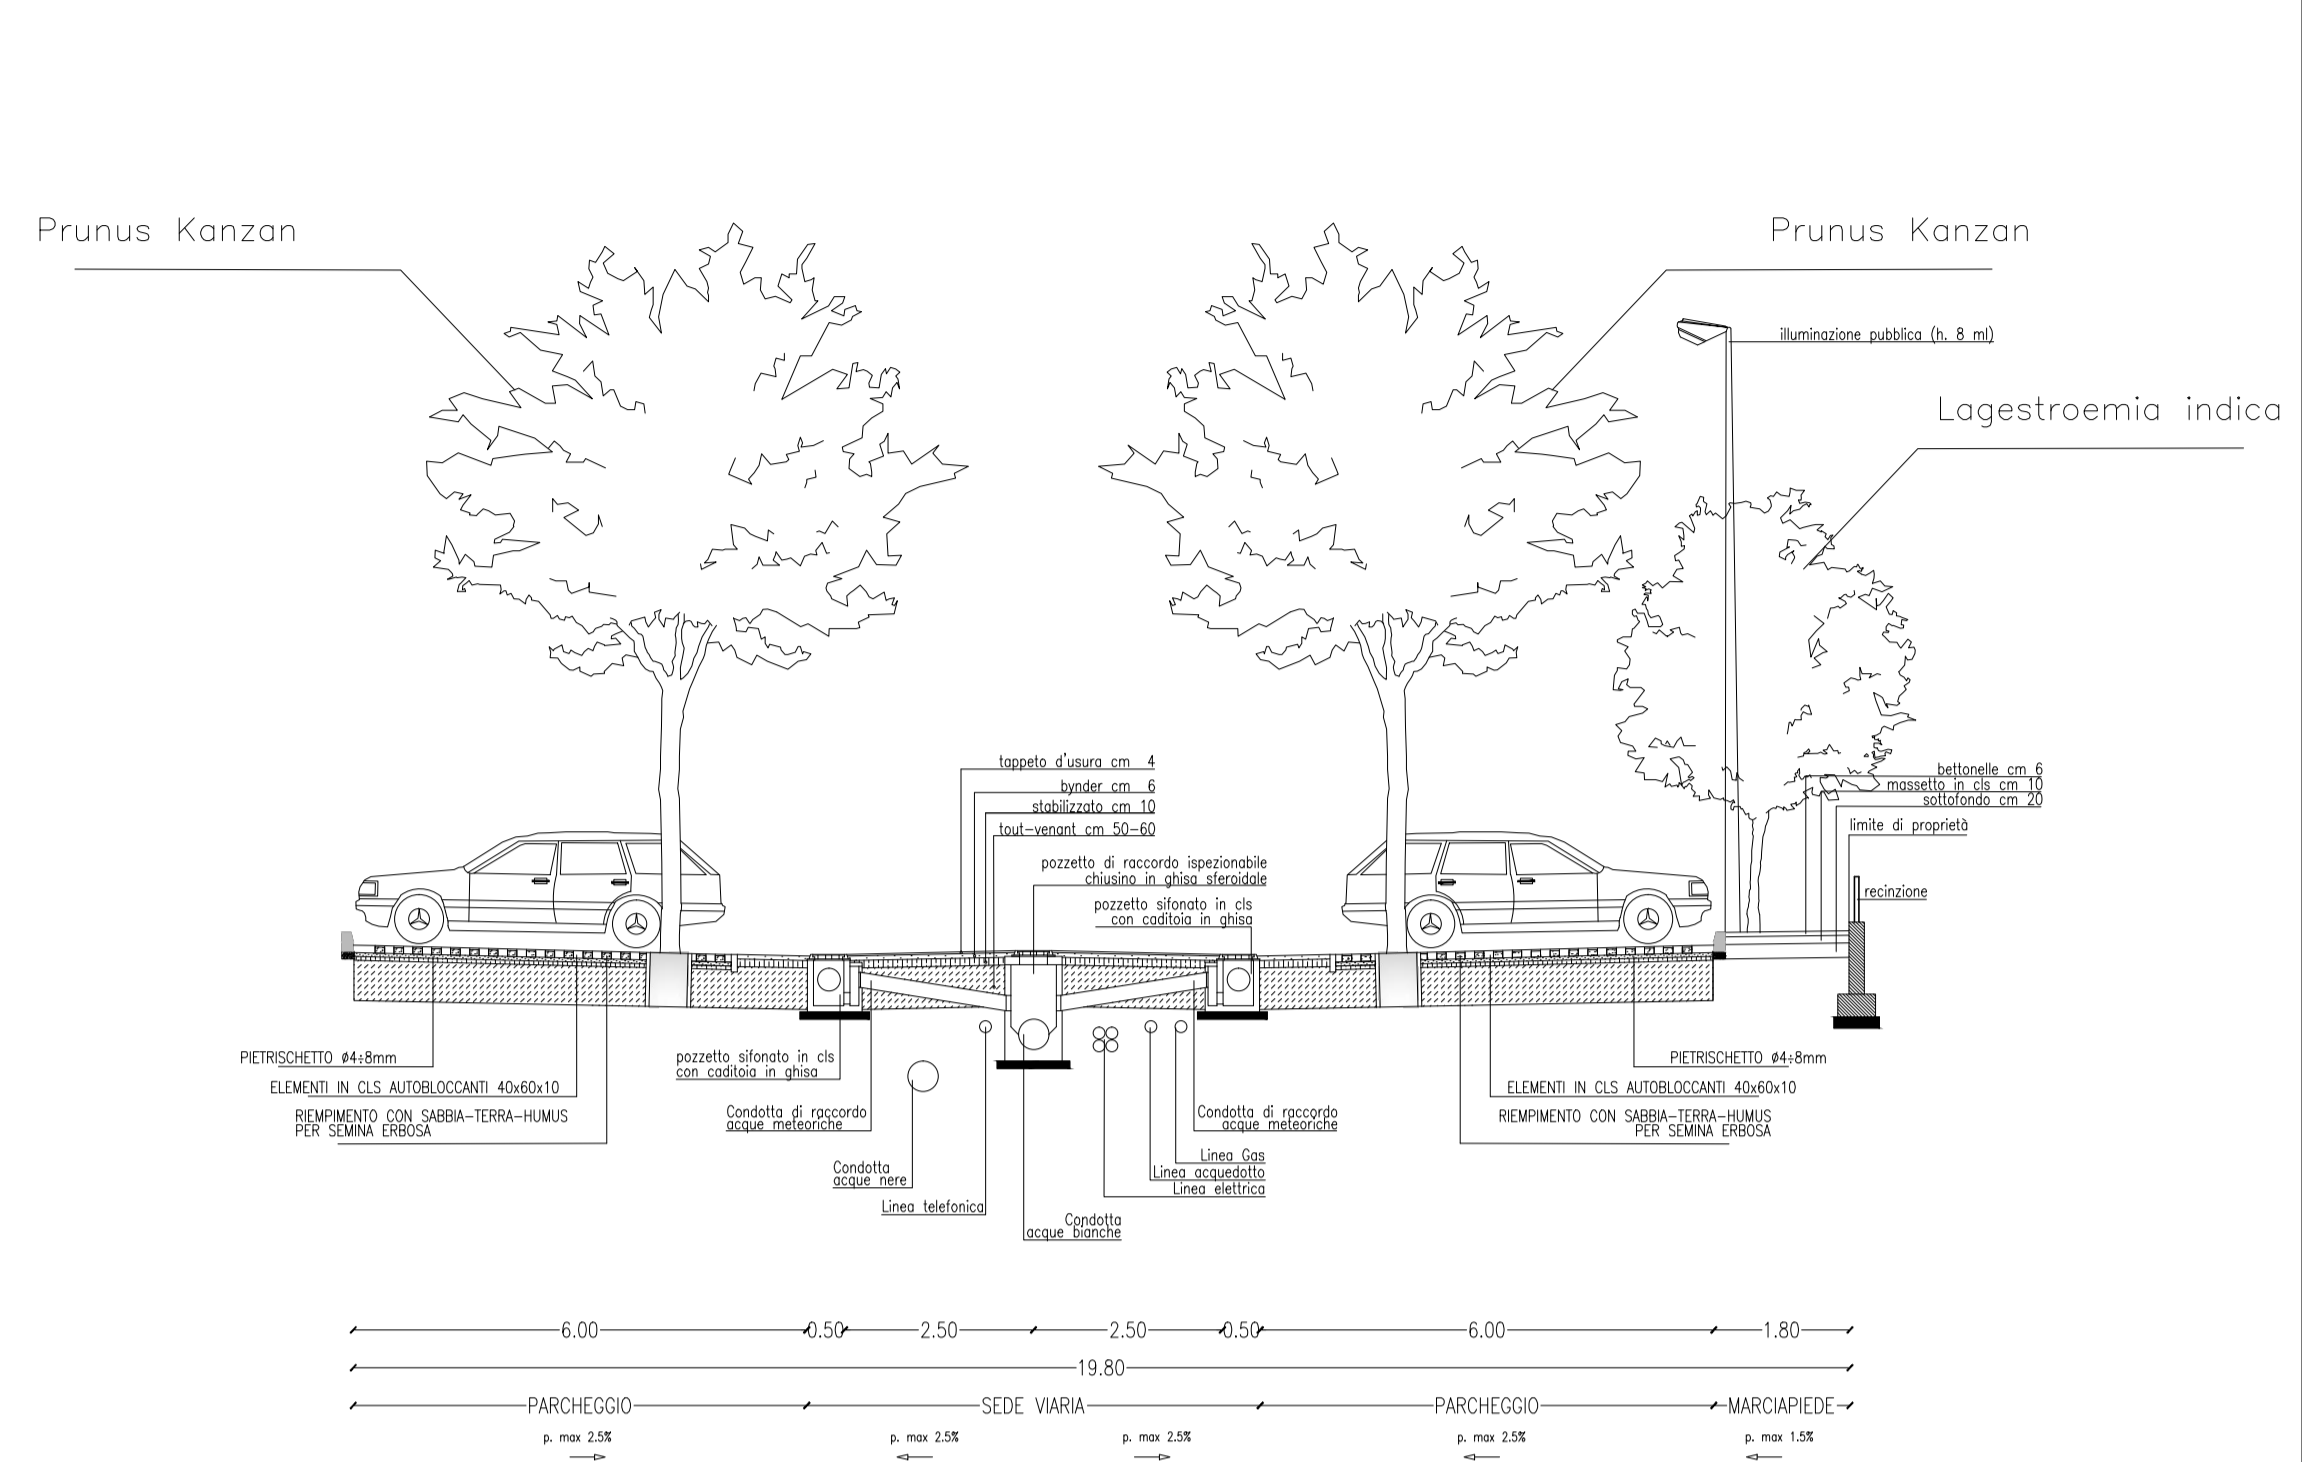 Prunus Kanzan
Prunus Kanzan
illuminazione pubblica (h. 8 ml)
Lagestroemia indica
tappeto d'usura cm 4
bynder cm 6
stabilizzato cm 10
tout-venant cm 50-60
bettonelle cm 6
massetto in cls cm 10
sottofondo cm 20
limite di proprietà
pozzetto di raccordo ispezionabile
chiusino in ghisa sferoidale
recinzione
pozzetto sifonato in cls
con caditoia in ghisa
PIETRISCHETTO ø4÷8mm
ELEMENTI IN CLS AUTOBLOCCANTI 40x60x10
RIEMPIMENTO CON SABBIA-TERRA-HUMUS
PER SEMINA ERBOSA
pozzetto sifonato in cls
con caditoia in ghisa
Condotta di raccordo
acque meteoriche
Condotta
acque nere
Linea telefonica
Condotta
acque bianche
Condotta di raccordo
acque meteoriche
Linea Gas
Linea acquedotto
Linea elettrica
PIETRISCHETTO ø4÷8mm
ELEMENTI IN CLS AUTOBLOCCANTI 40x60x10
RIEMPIMENTO CON SABBIA-TERRA-HUMUS
PER SEMINA ERBOSA
6.00 0.50 2.50 2.50 0.50 6.00 1.80
19.80
PARCHEGGIO SEDE VIARIA PARCHEGGIO MARCIAPIEDE
p. max 2.5% p. max 2.5% p. max 2.5% p. max 2.5% p. max 1.5%